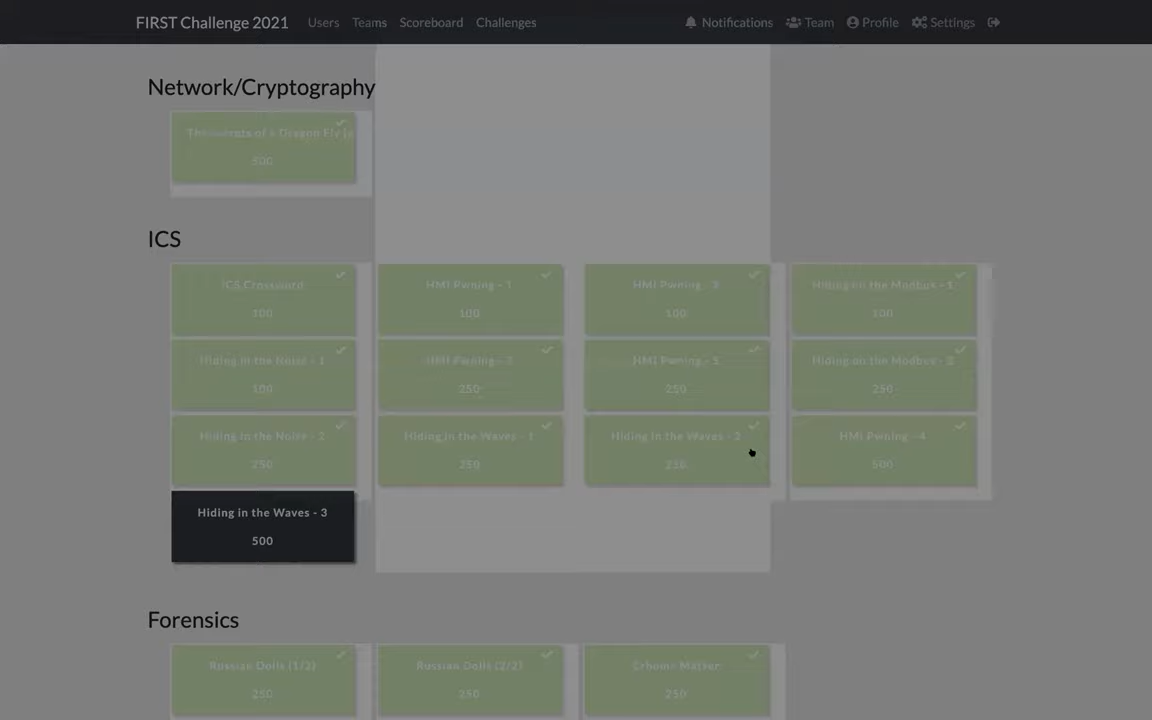 FIRST Challenge 2021 Users Teams Scoreboard Challenges Notifications Team Profile Settings
Network/Cryptography
of a Dragon Fly
500
ICS
ICS Crossword HMI Pwning - 1 HMI Pwning - 3 Hiding on the Modbus - 1
100 100 100 100
Hiding in the Noise - 1 HMI Pwning - 2 HMI Pwning - Hiding on the Modbus -
100 250 250 250
Hiding in the Noise - 2 Hiding in the Waves - 1 Hiding in the Waves - 2 HMI Pwning - 4
250 250 250 500
Hiding in the Waves - 3
500
Forensics
Russian Dolls (1/2) Russian Dolls (2/2)
250 250 250